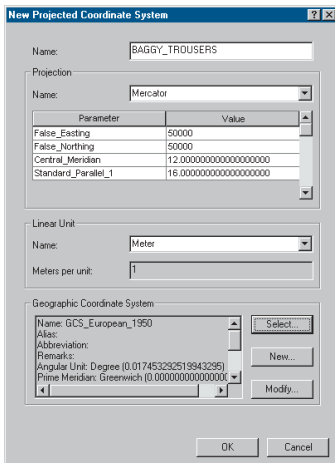 New Projected Coordinate System
Name: BAGGY_TROUSERS
Projection
Name: Mercator
Parameter Value
False_Easting 50000
False_Northing 50000
Central_Meridian 12.000000000000000000
Standard_Parallel_1 16.000000000000000000
Linear Unit
Name: Meter
Meters per unit: 1
Geographic Coordinate System
Name: GCS_European_1950
Alias:
Abbreviation:
Remarks:
Angular Unit: Degree (0.017453292519943295)
Prime Meridian: Greenwich (0.0000000000000
Select...
New...
Modify...
OK Cancel